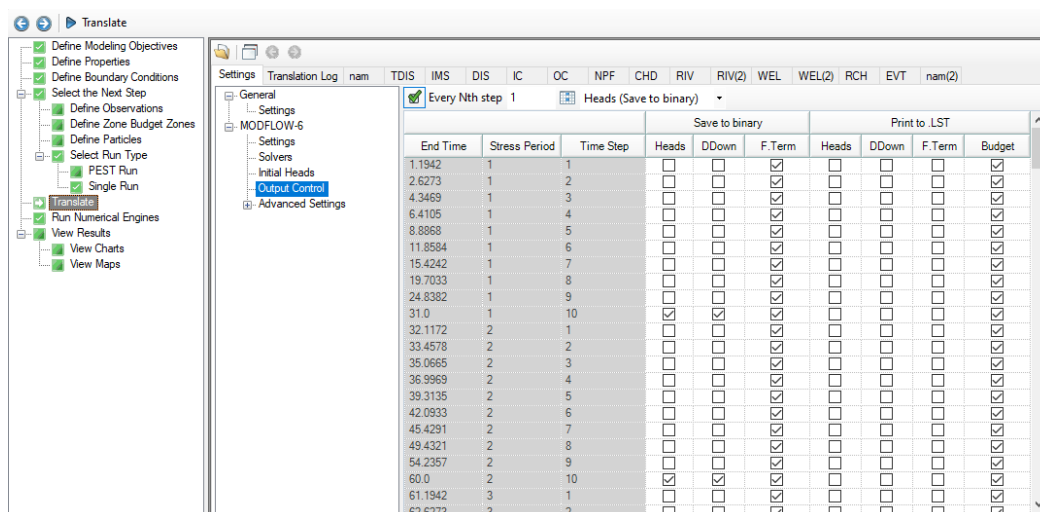 Translate
Define Modeling Objectives
Define Properties
Define Boundary Conditions
Select the Next Step
Define Observations
Define Zone Budget Zones
Define Particles
Select Run Type
PEST Run
Single Run
Translate
Run Numerical Engines
View Results
View Charts
View Maps
Settings Translation Log nam TDIS IMS DIS IC OC NPF CHD RIV RIV(2) WEL WEL(2) RCH EVT nam(2)
General
Settings
MODFLOW-6
Settings
Solvers
Initial Heads
Output Control
Advanced Settings
Every Nth step 1 Heads (Save to binary)
Save to binary Print to .LST
End Time Stress Period Time Step Heads DDown F.Term Heads DDown F.Term Budget
1.1942 1 1
2.6273 1 2
4.3469 1 3
6.4105 1 4
8.8868 1 5
11.8584 1 6
15.4242 1 7
19.7033 1 8
24.8382 1 9
31.0 1 10
32.1172 2 1
33.4578 2 2
35.0665 2 3
36.9969 2 4
39.3135 2 5
42.0933 2 6
45.4291 2 7
49.4321 2 8
54.2357 2 9
60.0 2 10
61.1942 3 1
62.6273 3 2